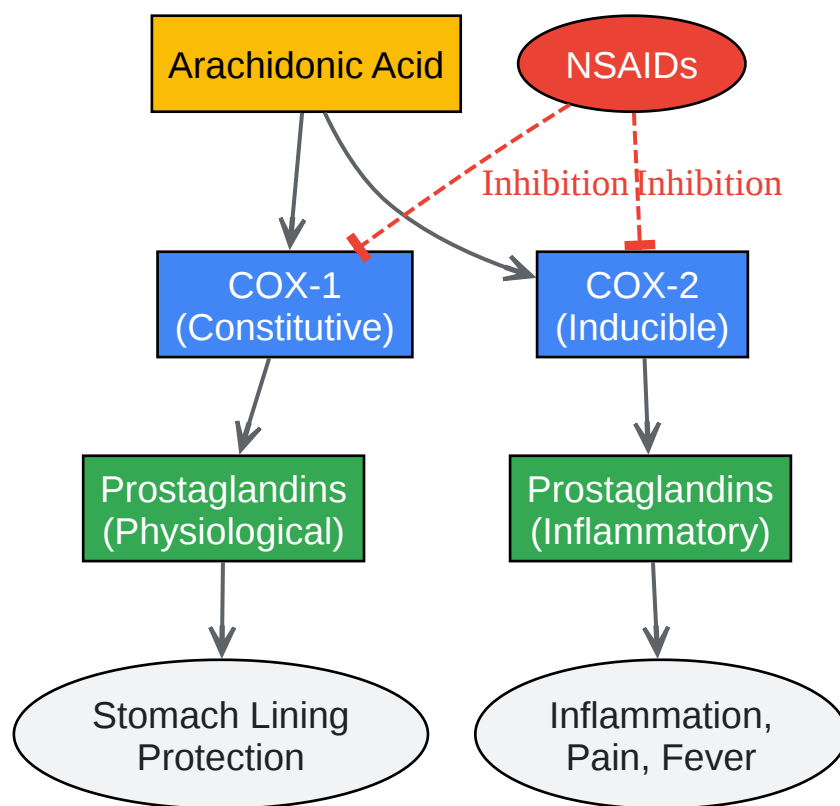 Arachidonic Acid
NSAIDs
Inhibition
Inhibition
COX-1
(Constitutive)
COX-2
(Inducible)
Prostaglandins
(Physiological)
Prostaglandins
(Inflammatory)
Stomach Lining
Protection
Inflammation,
Pain, Fever